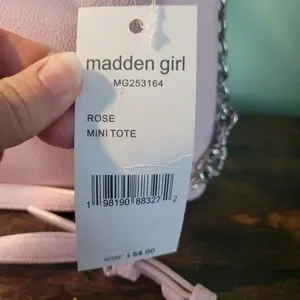 madden girl
MG253164
ROSE
MINI TOTE
1 98190 88327 2
MSRP $ 54.00